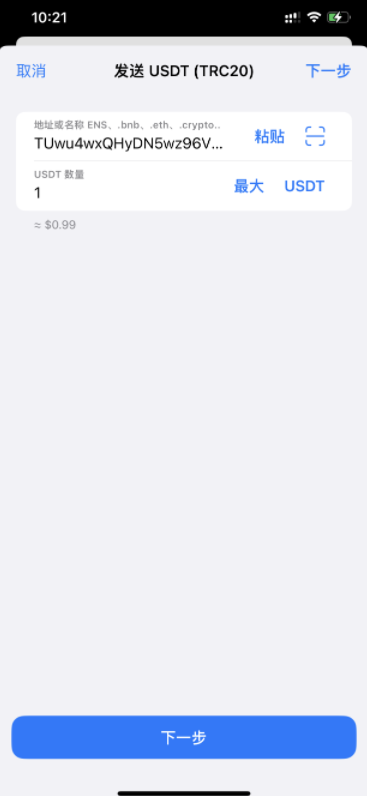 10:21
取消
发送 USDT (TRC20)
下一步
地址或名称 ENS、.bnb、.eth、.crypto..
TUwu4wxQHyDN5wz96V...
粘贴
USDT 数量
1
最大
USDT
≈ $0.99
下一步